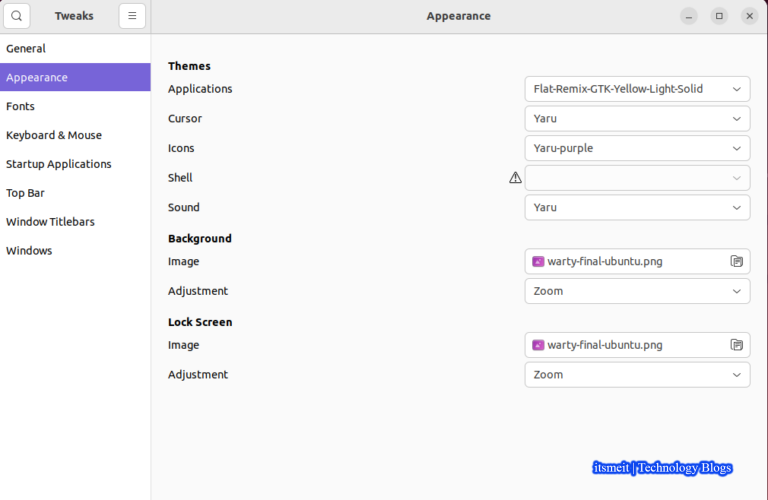 Tweaks
Appearance
General
Appearance
Fonts
Keyboard & Mouse
Startup Applications
Top Bar
Window Titlebars
Windows
Themes
Applications Flat-Remix-GTK-Yellow-Light-Solid
Cursor Yaru
Icons Yaru-purple
Shell
Sound Yaru
Background
Image warty-final-ubuntu.png
Adjustment Zoom
Lock Screen
Image warty-final-ubuntu.png
Adjustment Zoom
itsmeit | Technology Blogs